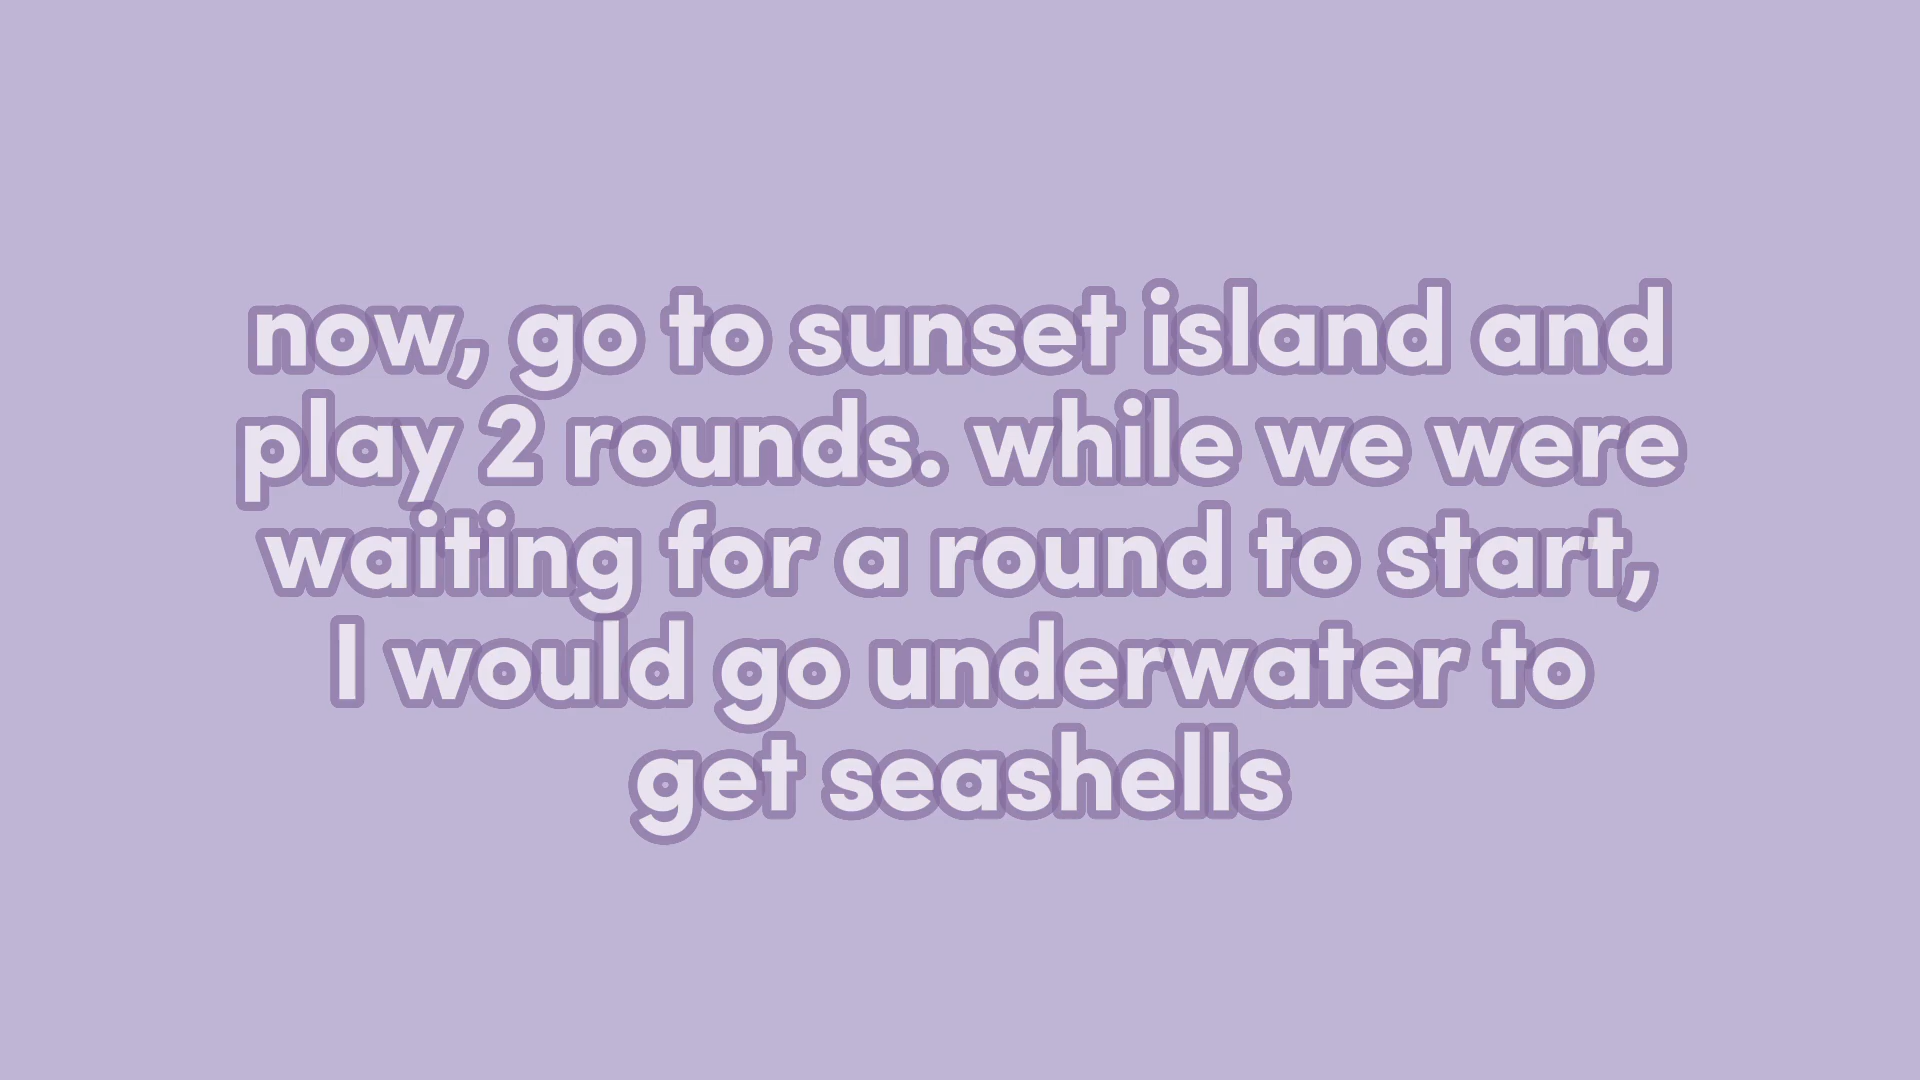 now, go to sunset island and
play 2 rounds. while we were
waiting for a round to start,
I would go underwater to
get seashells